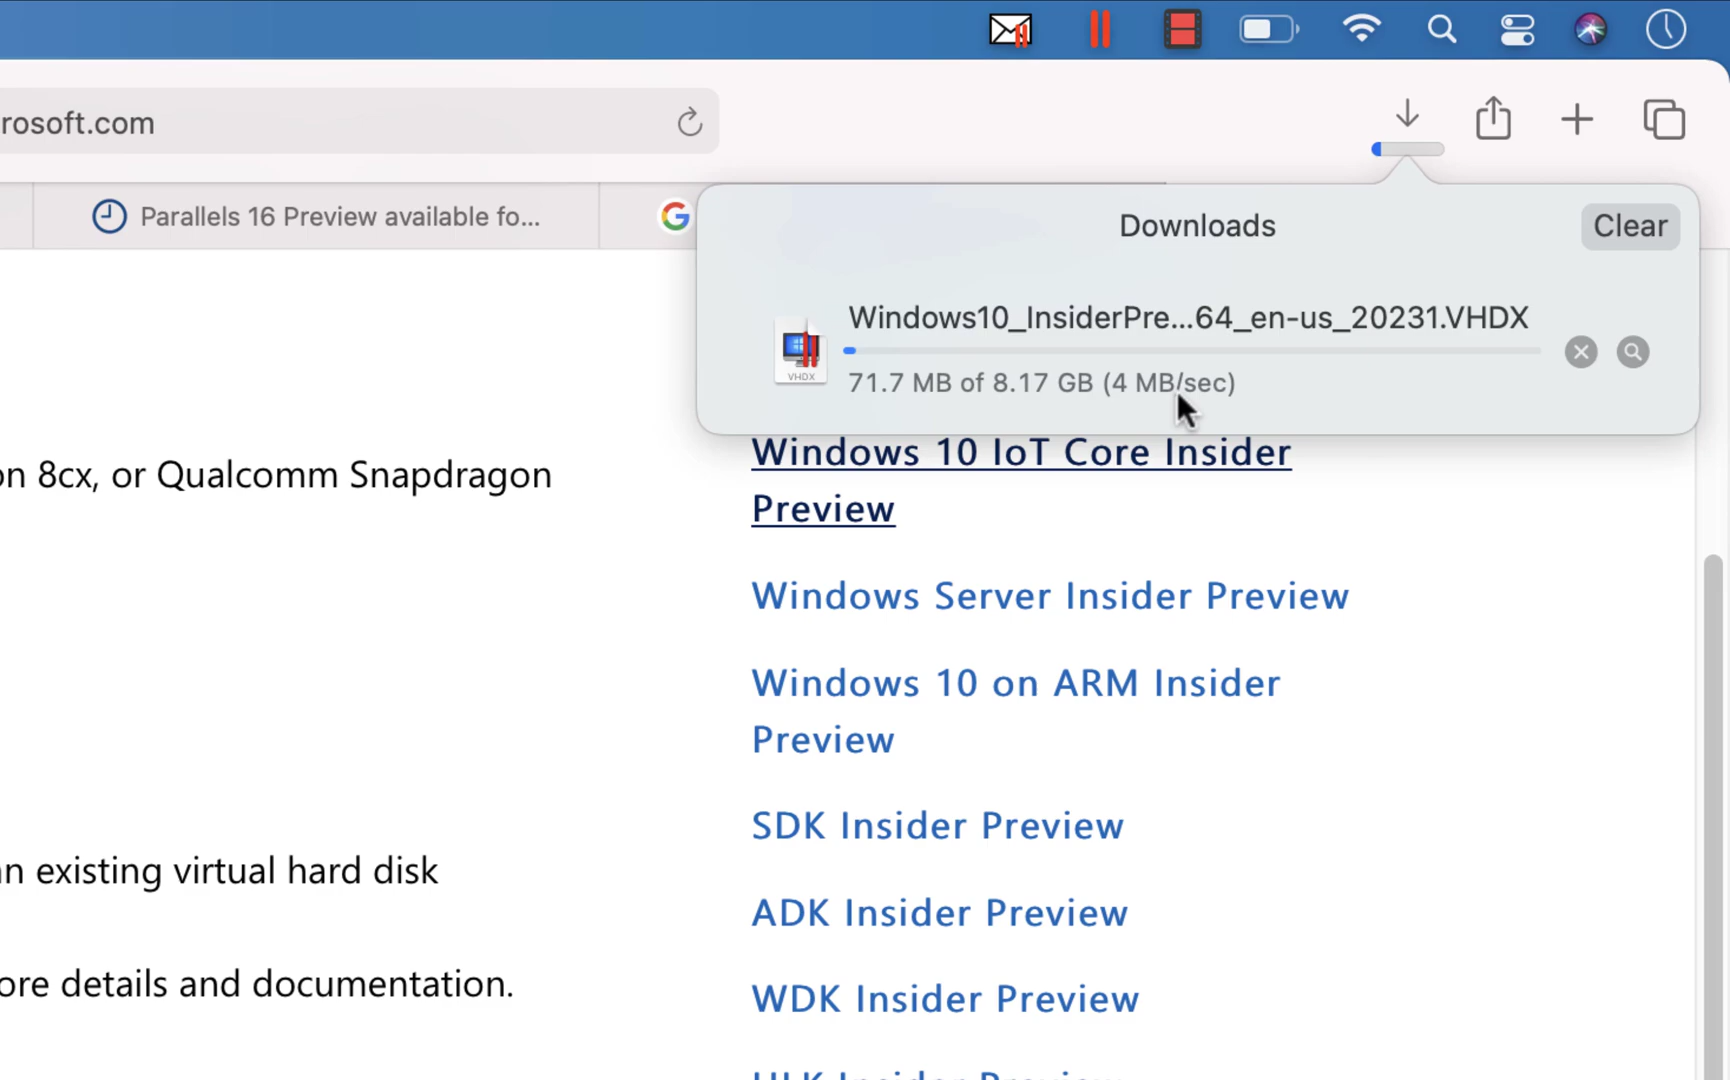 rosoft.com
Parallels 16 Preview available fo...
Downloads
Clear
Windows10_InsiderPre...64_en-us_20231.VHDX
VHDX
71.7 MB of 8.17 GB (4 MB/sec)
on 8cx, or Qualcomm Snapdragon
Windows 10 IoT Core Insider
Preview
Windows Server Insider Preview
Windows 10 on ARM Insider
Preview
SDK Insider Preview
an existing virtual hard disk
ADK Insider Preview
ore details and documentation.
WDK Insider Preview